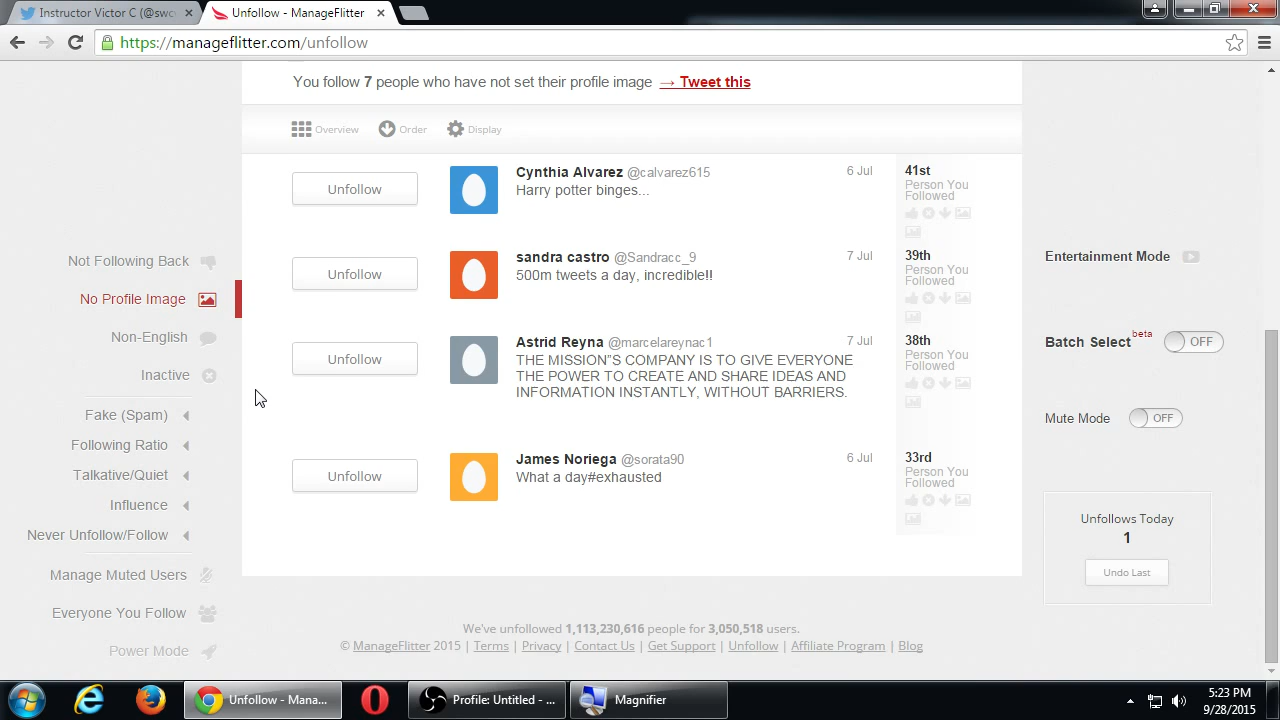 Instructor Victor C (@swc
Unfollow - ManageFlitter
https://manageflitter.com/unfollow
You follow 7 people who have not set their profile image → Tweet this
Overview Order Display
Unfollow
Cynthia Alvarez @calvarez615
Harry potter binges...
6 Jul
41st
Person You
Followed
Unfollow
sandra castro @Sandracc_9
500m tweets a day, incredible!!
7 Jul
39th
Person You
Followed
Unfollow
Astrid Reyna @marcelareynac1
THE MISSION"S COMPANY IS TO GIVE EVERYONE
THE POWER TO CREATE AND SHARE IDEAS AND
INFORMATION INSTANTLY, WITHOUT BARRIERS.
7 Jul
38th
Person You
Followed
Unfollow
James Noriega @sorata90
What a day#exhausted
6 Jul
33rd
Person You
Followed
Not Following Back
No Profile Image
Non-English
Inactive
Fake (Spam)
Following Ratio
Talkative/Quiet
Influence
Never Unfollow/Follow
Manage Muted Users
Everyone You Follow
Power Mode
Entertainment Mode
Batch Select beta OFF
Mute Mode OFF
Unfollows Today
1
Undo Last
We've unfollowed 1,113,230,616 people for 3,050,518 users.
© ManageFlitter 2015 | Terms | Privacy | Contact Us | Get Support | Unfollow | Affiliate Program | Blog
Unfollow - Mana...
Profile: Untitled - ...
Magnifier
5:23 PM
9/28/2015